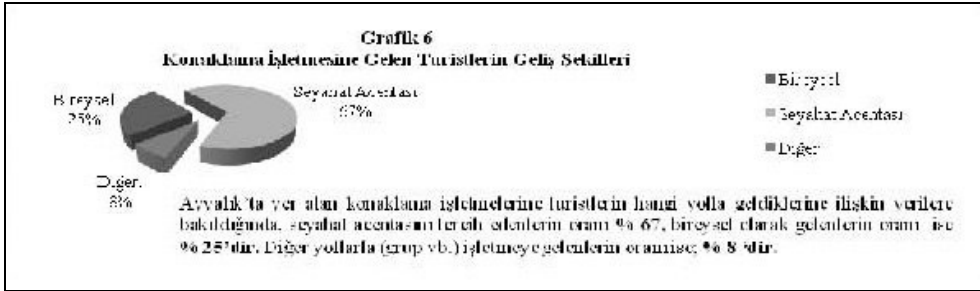 Grafik 6
Konaklama İşletmesine Gelen Turistlerin Geliş Şekilleri
Bireysel
25%
Seyahat Acentası
67%
Diğer
8%
Bireysel
Seyahat Acentası
Diğer
Ayvalık'ta yer alan konaklama işletmelerine turistlerin hangi yolla geldiklerine ilişkin verilere
bakıldığında, seyahat acentasını tercih edenlerin oranı % 67, bireysel olarak gelenlerin oranı ise
% 25'dir. Diğer yollarla (grup vb.) işletmeye gelenlerin oranı ise; % 8 'dir.